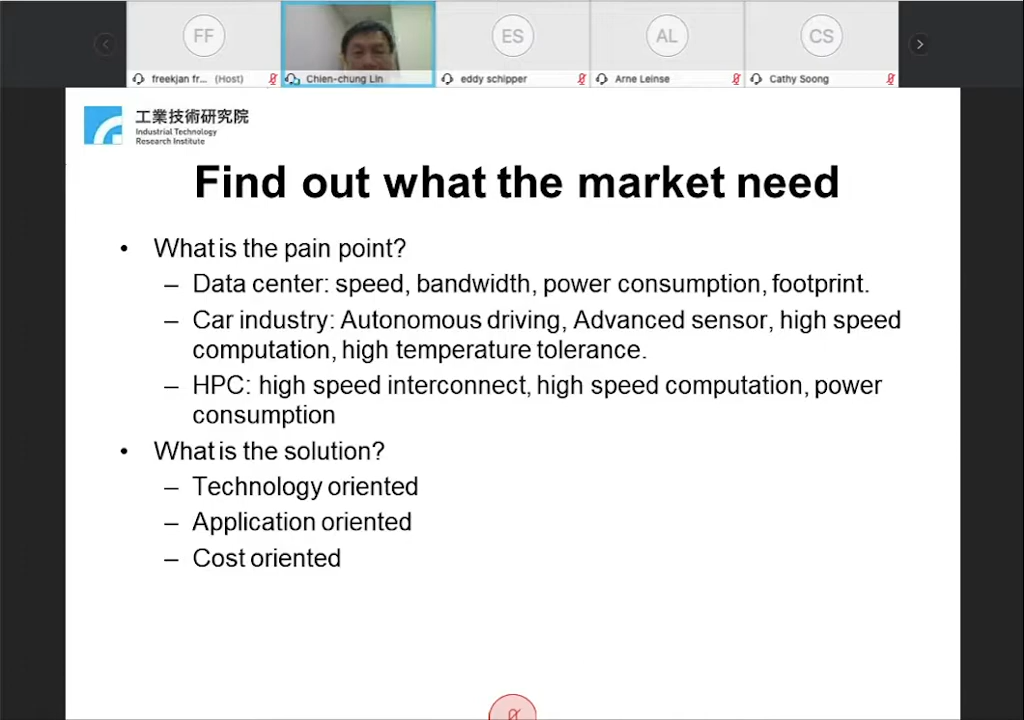 FF
ES
AL
CS
freekjan fr... (Host)
Chien-chung Lin
eddy schipper
Arne Leinse
Cathy Soong
工業技術研究院
Industrial Technology
Research Institute
Find out what the market need
• What is the pain point?
– Data center: speed, bandwidth, power consumption, footprint.
– Car industry: Autonomous driving, Advanced sensor, high speed
computation, high temperature tolerance.
– HPC: high speed interconnect, high speed computation, power
consumption
• What is the solution?
– Technology oriented
– Application oriented
– Cost oriented